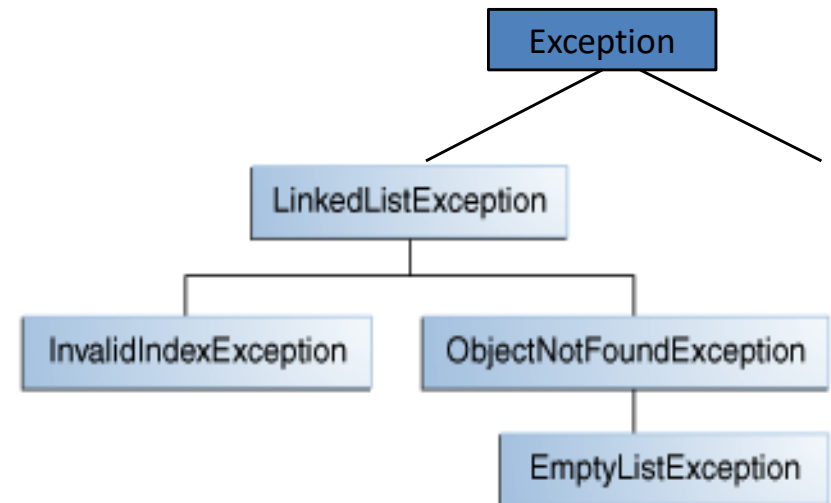 Exception
LinkedListException
InvalidIndexException
ObjectNotFoundException
EmptyListException